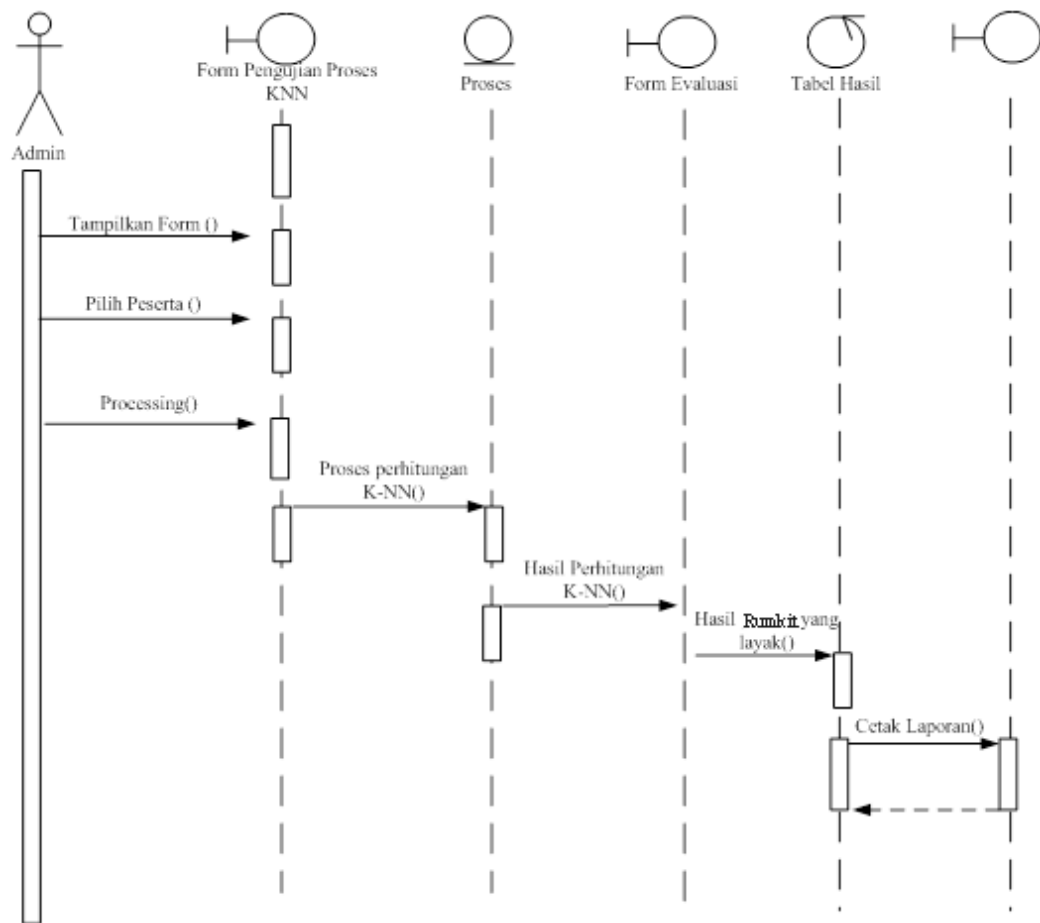 Form Pengujian Proses
KNN
Proses
Form Evaluasi
Tabel Hasil
Admin
Tampilkan Form ()
Pilih Peserta ()
Processing()
Proses perhitungan
K-NN()
Hasil Perhitungan
K-NN()
Hasil Rumkit yang
layak()
Cetak Laporan()